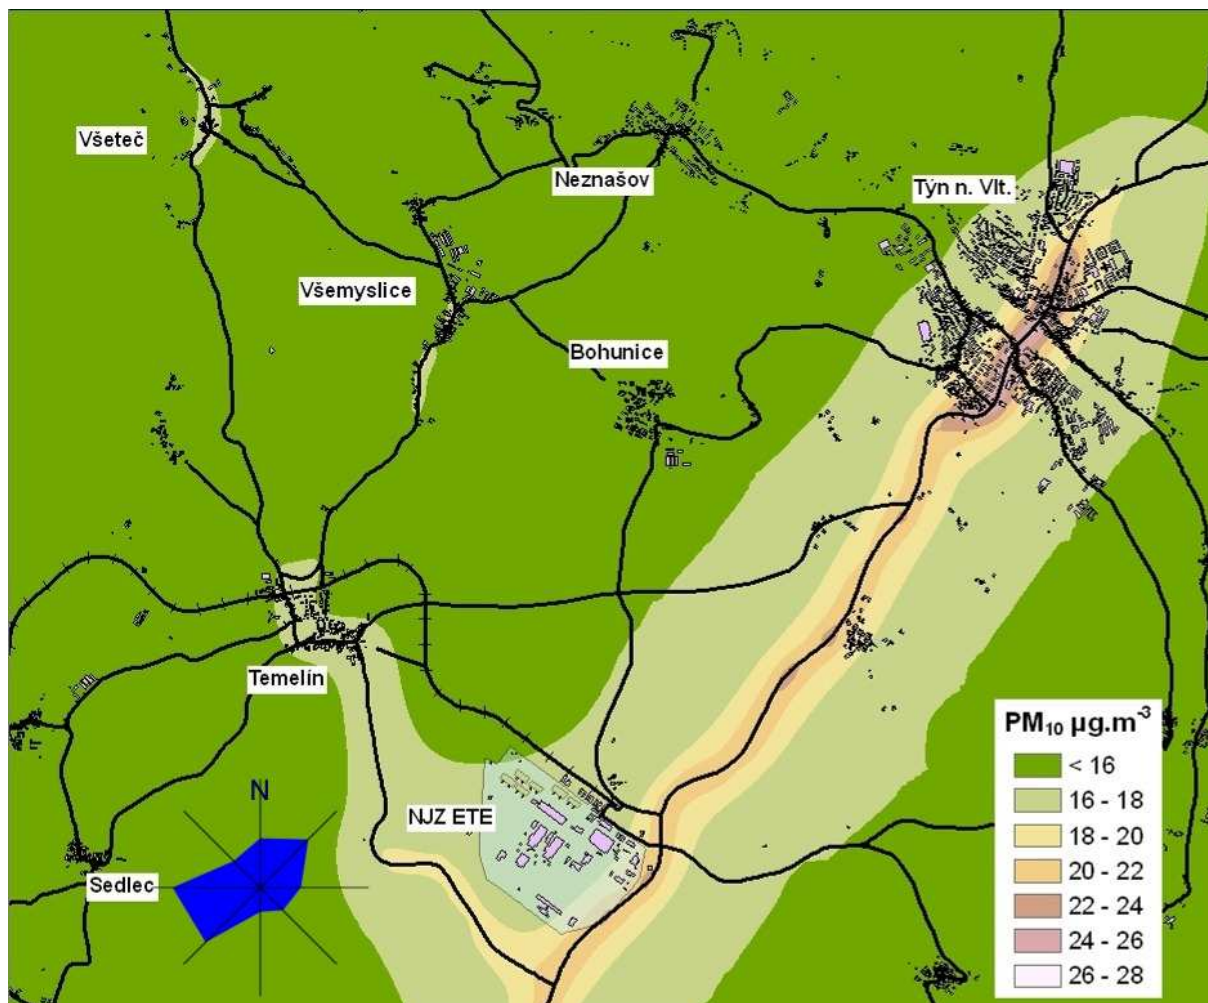 Všeteč
Neznašov
Týn n. Vlt.
Všemyslice
Bohunice
Temelín
NJZ ETE
Sedlec
N
PM₁₀ µg.m⁻³
< 16
16 - 18
18 - 20
20 - 22
22 - 24
24 - 26
26 - 28